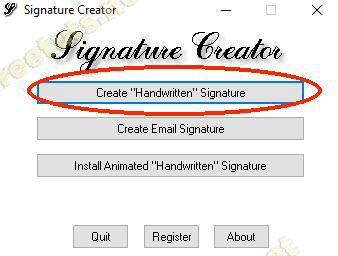 Signature Creator
Signature Creator
Create "Handwritten" Signature
Create Email Signature
Install Animated "Handwritten" Signature
Quit Register About